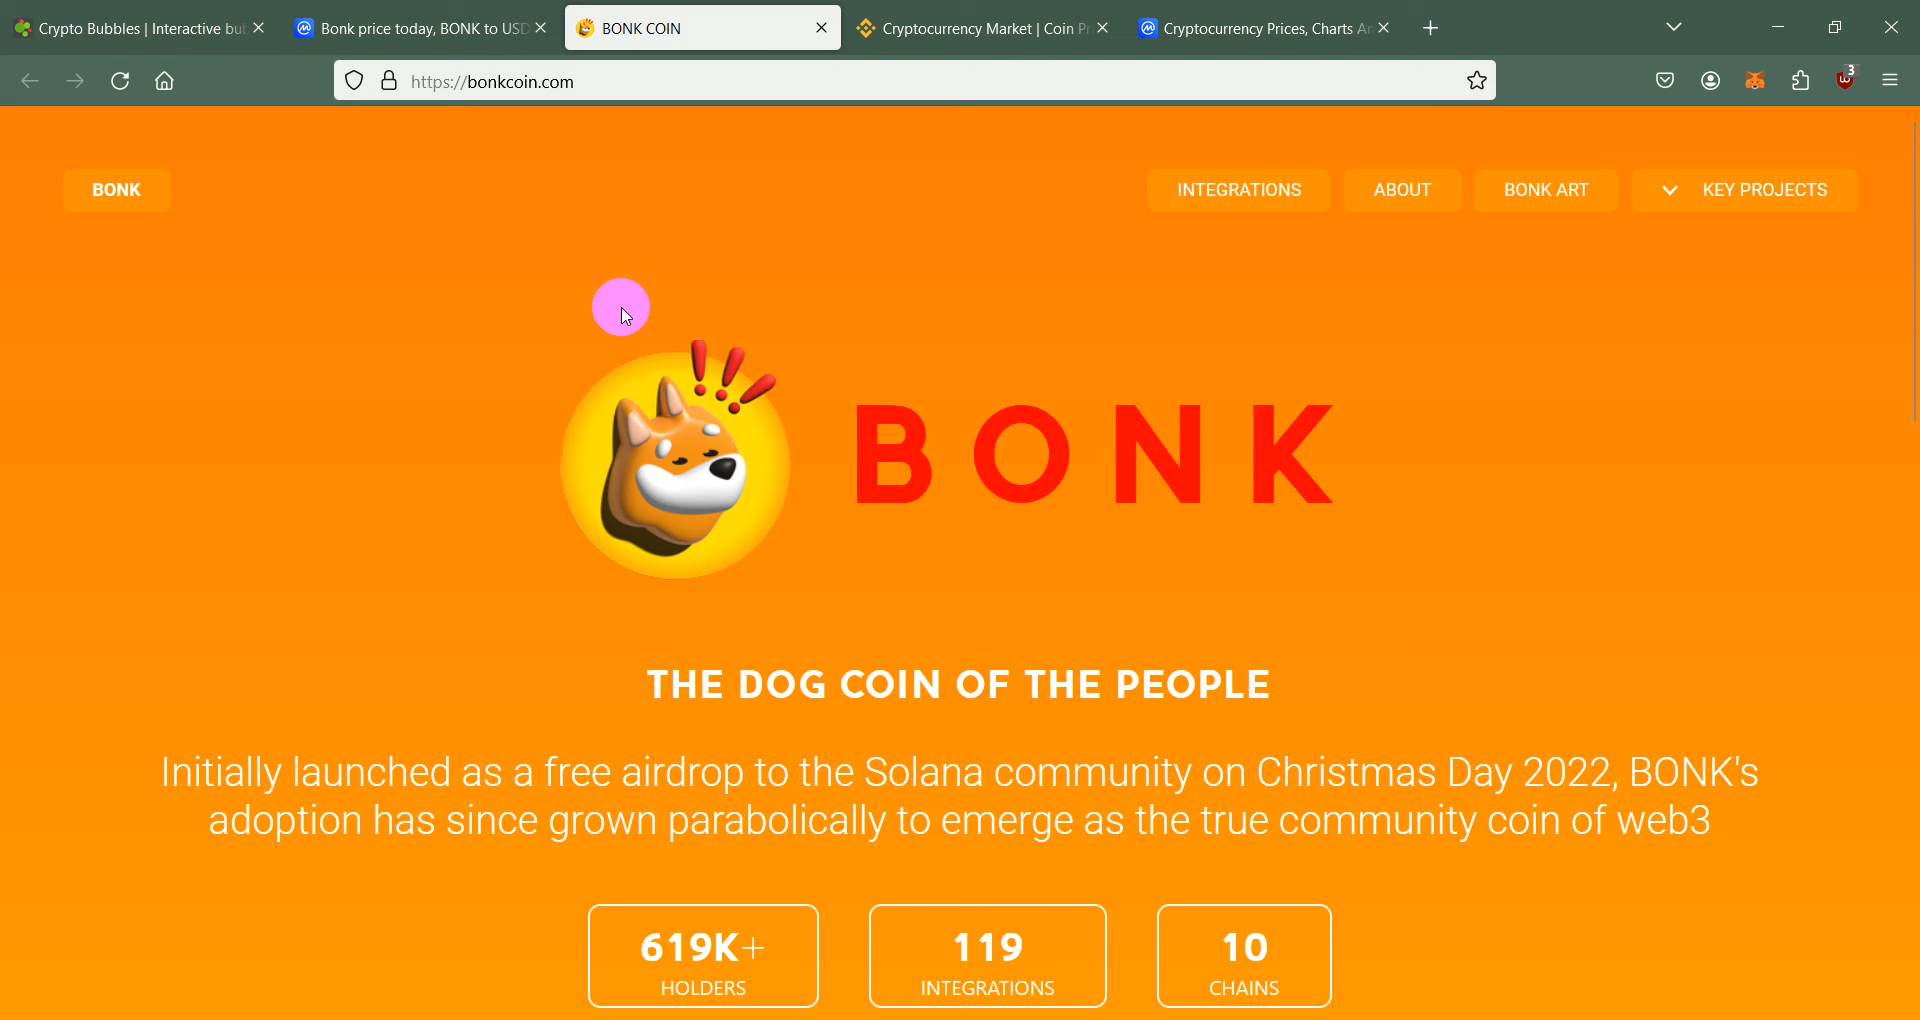 Crypto Bubbles | Interactive bu
Bonk price today, BONK to USD
BONK COIN
Cryptocurrency Market | Coin Pr
Cryptocurrency Prices, Charts An
https://bonkcoin.com
3
BONK
INTEGRATIONS
ABOUT
BONK ART
KEY PROJECTS
BONK
THE DOG COIN OF THE PEOPLE
Initially launched as a free airdrop to the Solana community on Christmas Day 2022, BONK's
adoption has since grown parabolically to emerge as the true community coin of web3
619K+
HOLDERS
119
INTEGRATIONS
10
CHAINS